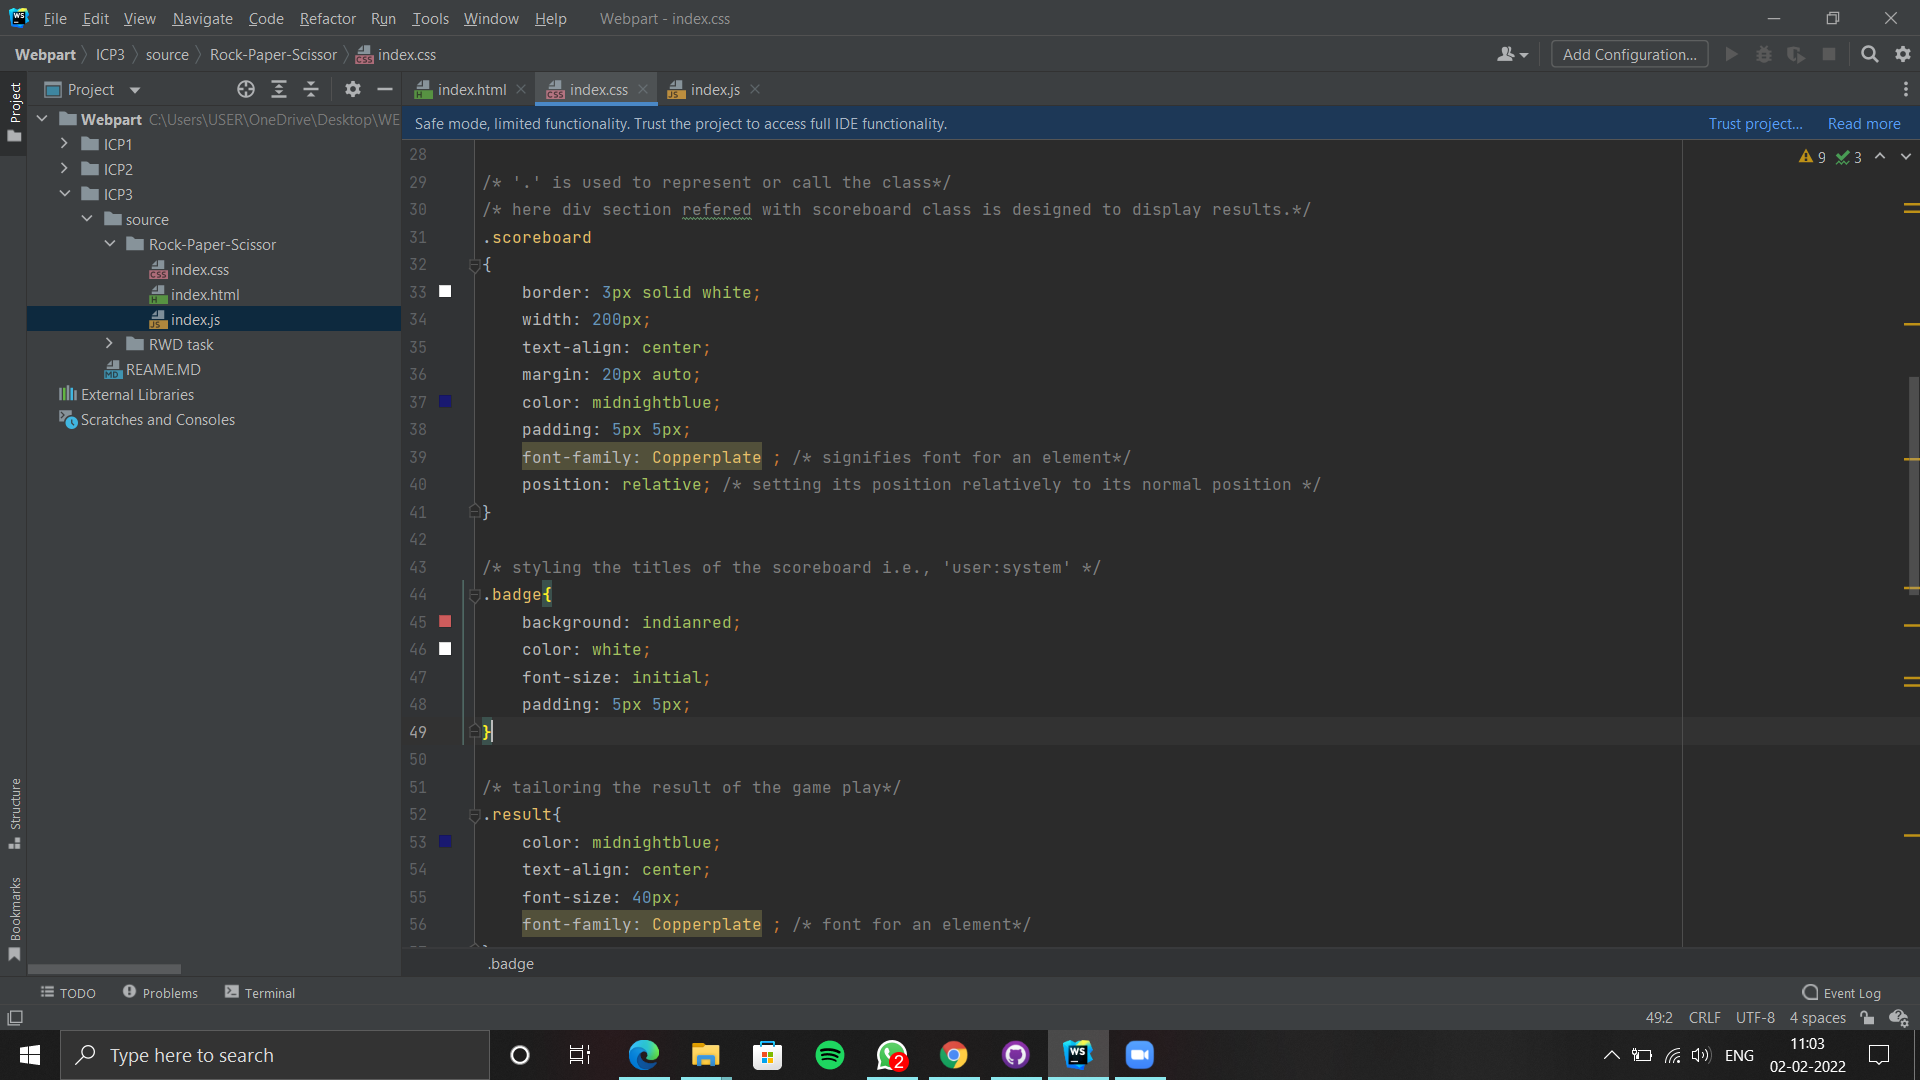 File Edit View Navigate Code Refactor Run Tools Window Help Webpart - index.css
Webpart ICP3 source Rock-Paper-Scissor index.css Add Configuration...
Project Project index.html index.css index.js
Webpart C:\Users\USER\OneDrive\Desktop\WE
ICP1
ICP2
ICP3
source
Rock-Paper-Scissor
index.css
index.html
index.js
RWD task
REAME.MD
External Libraries
Scratches and Consoles
Structure
Bookmarks
Safe mode, limited functionality. Trust the project to access full IDE functionality. Trust project... Read more
9 3
28
29 /* '.' is used to represent or call the class*/
30 /* here div section refered with scoreboard class is designed to display results.*/
31 .scoreboard
32 {
33 border: 3px solid white;
34 width: 200px;
35 text-align: center;
36 margin: 20px auto;
37 color: midnightblue;
38 padding: 5px 5px;
39 font-family: Copperplate ; /* signifies font for an element*/
40 position: relative; /* setting its position relatively to its normal position */
41 }
42
43 /* styling the titles of the scoreboard i.e., 'user:system' */
44 .badge{
45 background: indianred;
46 color: white;
47 font-size: initial;
48 padding: 5px 5px;
49 }
50
51 /* tailoring the result of the game play*/
52 .result{
53 color: midnightblue;
54 text-align: center;
55 font-size: 40px;
56 font-family: Copperplate ; /* font for an element*/
.badge
TODO Problems Terminal Event Log
49:2 CRLF UTF-8 4 spaces
Type here to search 2 WS ENG 11:03
02-02-2022